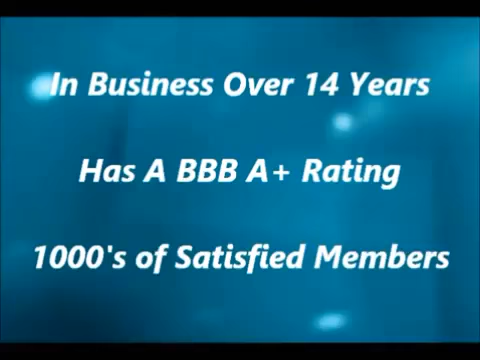 In Business Over 14 Years
Has A BBB A+ Rating
1000's of Satisfied Members